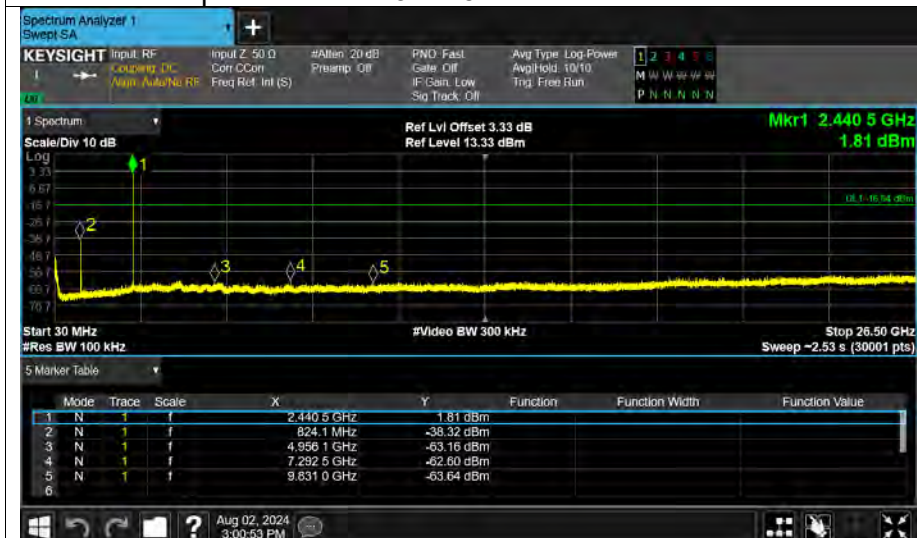 Spectrum Analyzer 1
Swept SA
+
KEYSIGHT Input: RF Input Z: 50 Ω #Atten: 20 dB PNO: Fast Avg Type: Log-Power 1 2 3 4 5 6
Coupling: DC Corr CCorr Preamp: Off Gate: Off Avg|Hold: 10/10 M W W W W W
Align: Auto/No RF Freq Ref: Int (S) IF Gain: Low Trig: Free Run
Sig Track: Off P N N N N N
1 Spectrum Ref Lvl Offset 3.33 dB Mkr1 2.440 5 GHz
Scale/Div 10 dB Ref Level 13.33 dBm 1.81 dBm
Log
1
3.33
-6.67
-16.7 DL1 -16.64 dBm
-26.7
2
-36.7
-46.7
3 4 5
-56.7
-66.7
-76.7
Start 30 MHz #Video BW 300 kHz Stop 26.50 GHz
#Res BW 100 kHz Sweep ~2.53 s (30001 pts)
5 Marker Table
Mode Trace Scale X Y Function Function Width Function Value
1 N 1 f 2.440 5 GHz 1.81 dBm
2 N 1 f 824.1 MHz -38.32 dBm
3 N 1 f 4.956 1 GHz -63.16 dBm
4 N 1 f 7.292 5 GHz -62.60 dBm
5 N 1 f 9.831 0 GHz -63.64 dBm
6
? Aug 02, 2024
3:00:53 PM